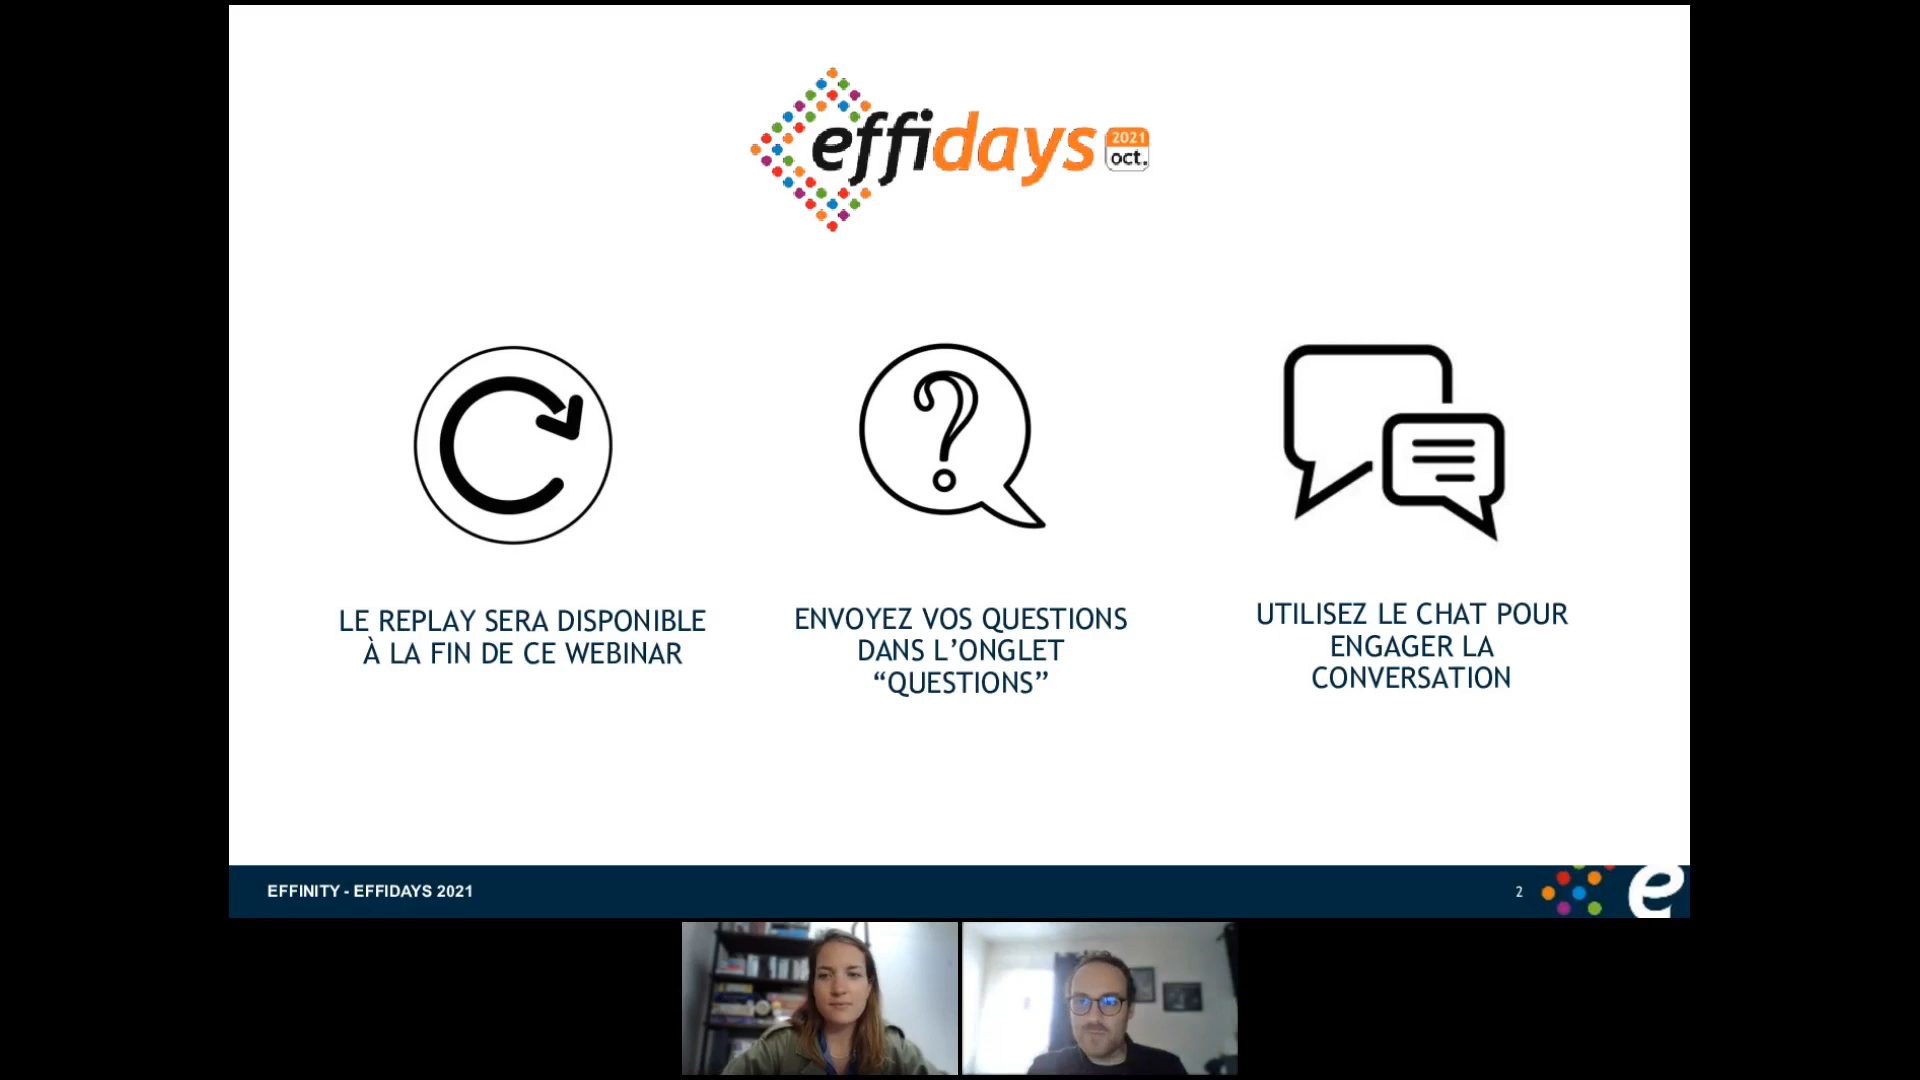 effidays
2021
oct.
LE REPLAY SERA DISPONIBLE
À LA FIN DE CE WEBINAR
ENVOYEZ VOS QUESTIONS
DANS L’ONGLET
“QUESTIONS”
UTILISEZ LE CHAT POUR
ENGAGER LA
CONVERSATION
EFFINITY - EFFIDAYS 2021
2
e